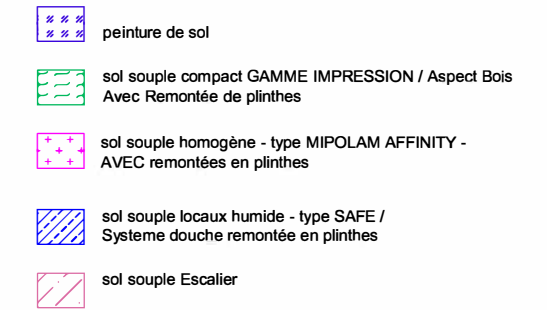 peinture de sol
sol souple compact GAMME IMPRESSION / Aspect Bois
Avec Remontée de plinthes
sol souple homogène - type MIPOLAM AFFINITY -
AVEC remontées en plinthes
sol souple locaux humide - type SAFE /
Systeme douche remontée en plinthes
sol souple Escalier